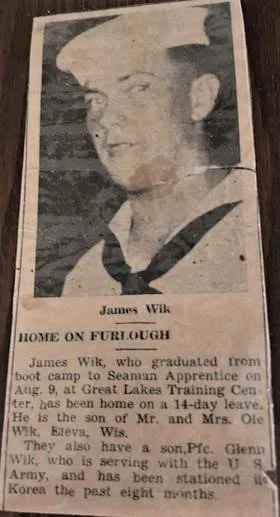 James Wik
HOME ON FURLOUGH
James Wik, who graduated from
boot camp to Seaman Apprentice on
Aug. 9, at Great Lakes Training Cen-
ter, has been home on a 14-day leave.
He is the son of Mr. and Mrs. Ole
Wik, Eleva, Wis.
They also have a son, Pfc. Glenn
Wik, who is serving with the U S
Army, and has been stationed in
Korea the past eight months.